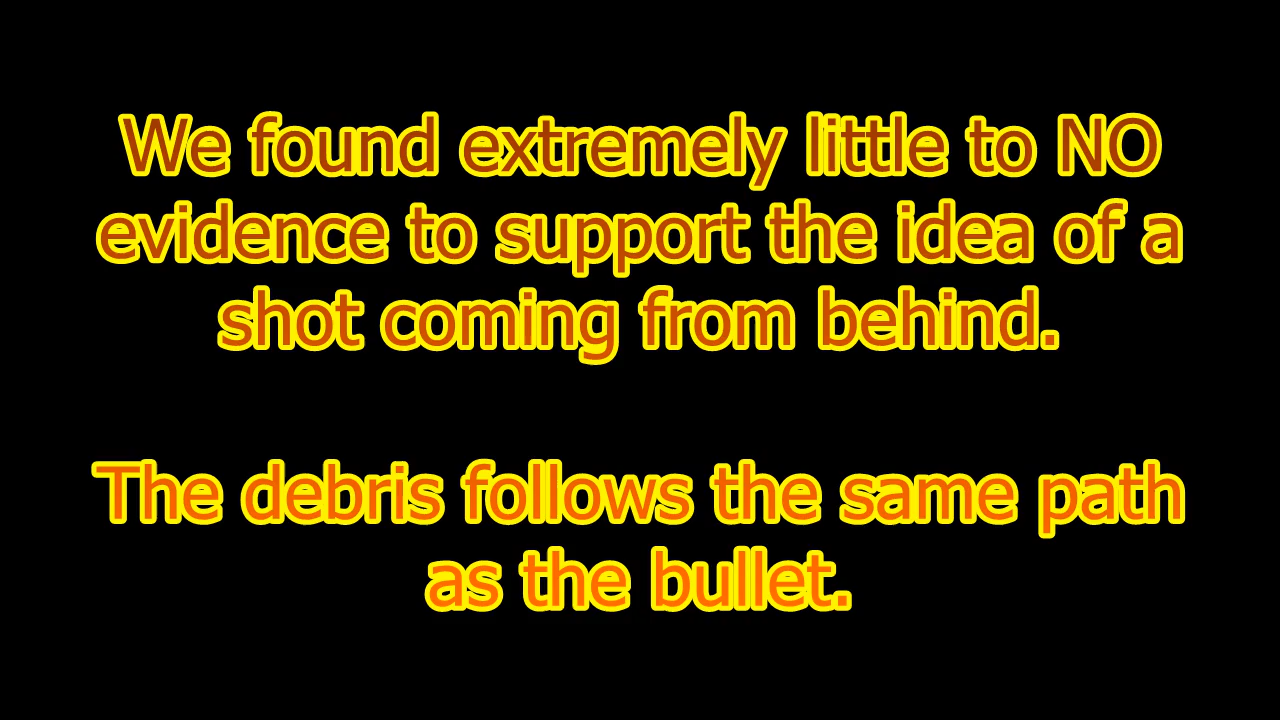 We found extremely little to NO
evidence to support the idea of a
shot coming from behind.
The debris follows the same path
as the bullet.